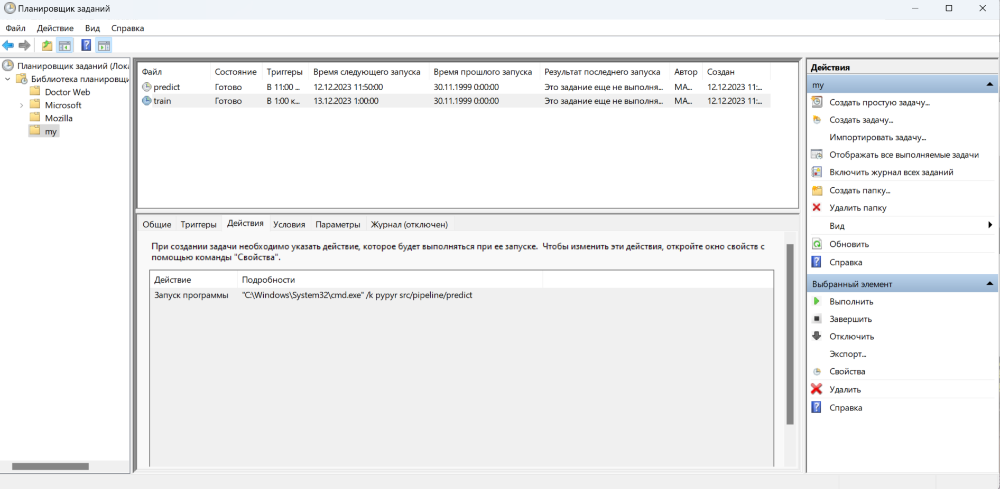 Планировщик заданий
Файл Действие Вид Справка
Планировщик заданий (Лока
Библиотека планировщи
Doctor Web
Microsoft
Mozilla
my
Файл Состояние Триггеры Время следующего запуска Время прошлого запуска Результат последнего запуска Автор Создан
predict Готово В 11:00 ... 12.12.2023 11:50:00 30.11.1999 0:00:00 Это задание еще не выполня... MA... 12.12.2023 11:...
train Готово В 1:00 к... 13.12.2023 1:00:00 30.11.1999 0:00:00 Это задание еще не выполня... MA... 12.12.2023 11:...
Общие Триггеры Действия Условия Параметры Журнал (отключен)
При создании задачи необходимо указать действие, которое будет выполняться при ее запуске. Чтобы изменить эти действия, откройте окно свойств с
помощью команды "Свойства".
Действие Подробности
Запуск программы "C:\Windows\System32\cmd.exe" /k pypyr src/pipeline/predict
Действия
my
Создать простую задачу...
Создать задачу...
Импортировать задачу...
Отображать все выполняемые задачи
Включить журнал всех заданий
Создать папку...
Удалить папку
Вид
Обновить
Справка
Выбранный элемент
Выполнить
Завершить
Отключить
Экспорт...
Свойства
Удалить
Справка